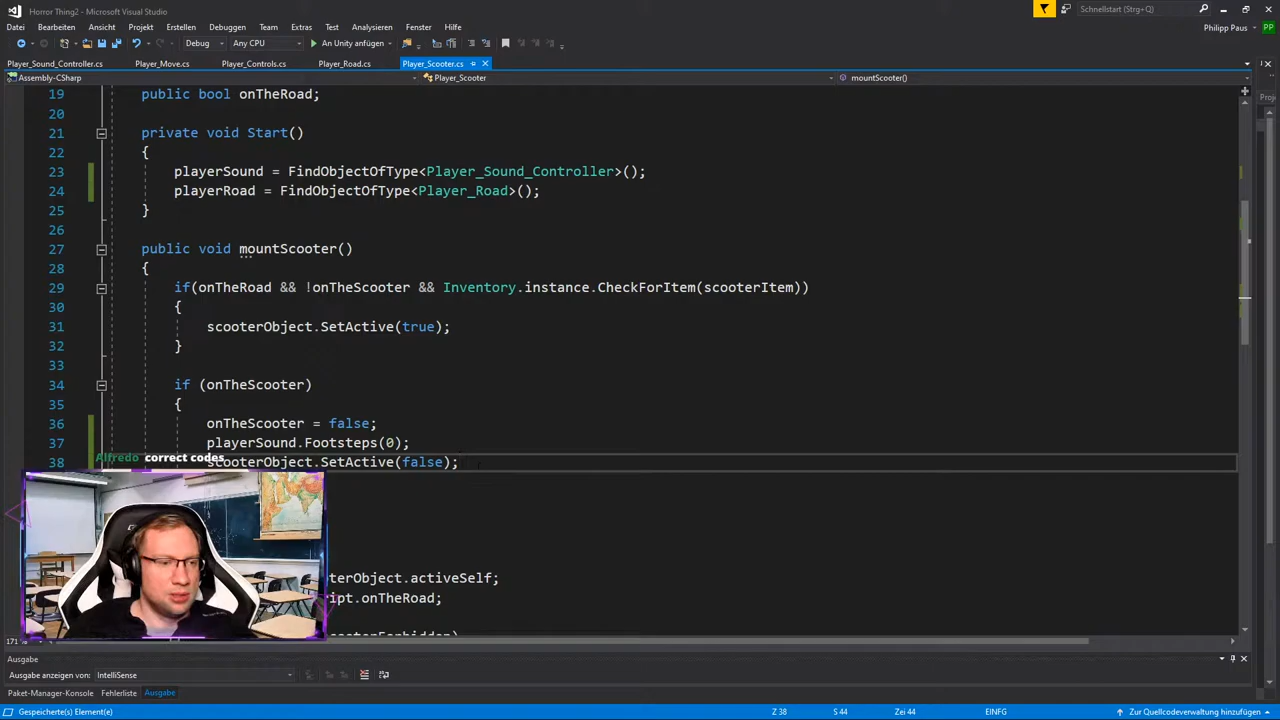 Horror Thing2 - Microsoft Visual Studio
Schnellstart (Strg+Q)
Datei Bearbeiten Ansicht Projekt Erstellen Debuggen Team Extras Test Analysieren Fenster Hilfe
Philipp Paus PP
Debug Any CPU An Unity anfügen
Player_Sound_Controller.cs Player_Move.cs Player_Controls.cs Player_Road.cs Player_Scooter.cs
Assembly-CSharp Player_Scooter mountScooter()
Proj
19 public bool onTheRoad;
20
21 private void Start()
22 {
23 playerSound = FindObjectOfType<Player_Sound_Controller>();
24 playerRoad = FindObjectOfType<Player_Road>();
25 }
26
27 public void mountScooter()
28 {
29 if(onTheRoad && !onTheScooter && Inventory.instance.CheckForItem(scooterItem))
30 {
31 scooterObject.SetActive(true);
32 }
33
34 if (onTheScooter)
35 {
36 onTheScooter = false;
37 playerSound.Footsteps(0);
Alfredo correct codes
38 scooterObject.SetActive(false);
terObject.activeSelf;
ipt.onTheRoad;
171 %
Ausgabe
Ausgabe anzeigen von: IntelliSense
Paket-Manager-Konsole Fehlerliste Ausgabe
Gespeicherte(s) Element(e) Z 38 S 44 Zei 44 EINFG Zur Quellcodeverwaltung hinzufügen